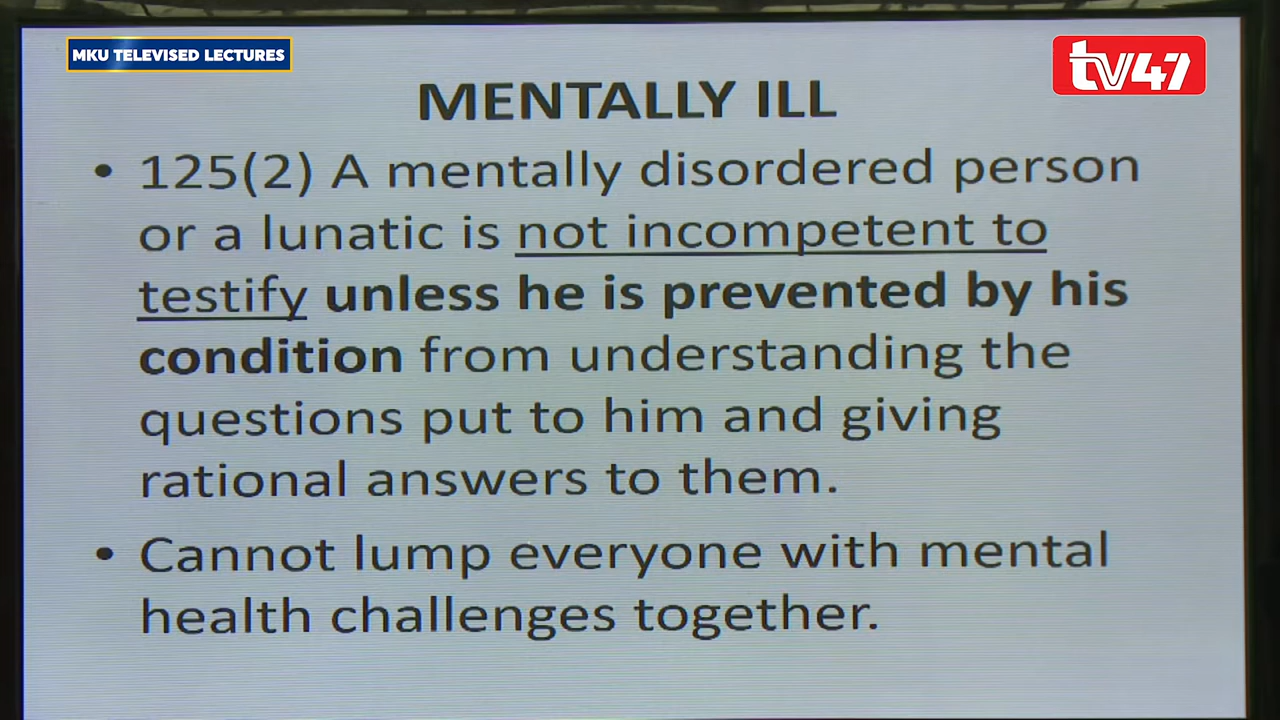 MKU TELEVISED LECTURES
tv47
MENTALLY ILL
• 125(2) A mentally disordered person
or a lunatic is not incompetent to
testify unless he is prevented by his
condition from understanding the
questions put to him and giving
rational answers to them.
• Cannot lump everyone with mental
health challenges together.